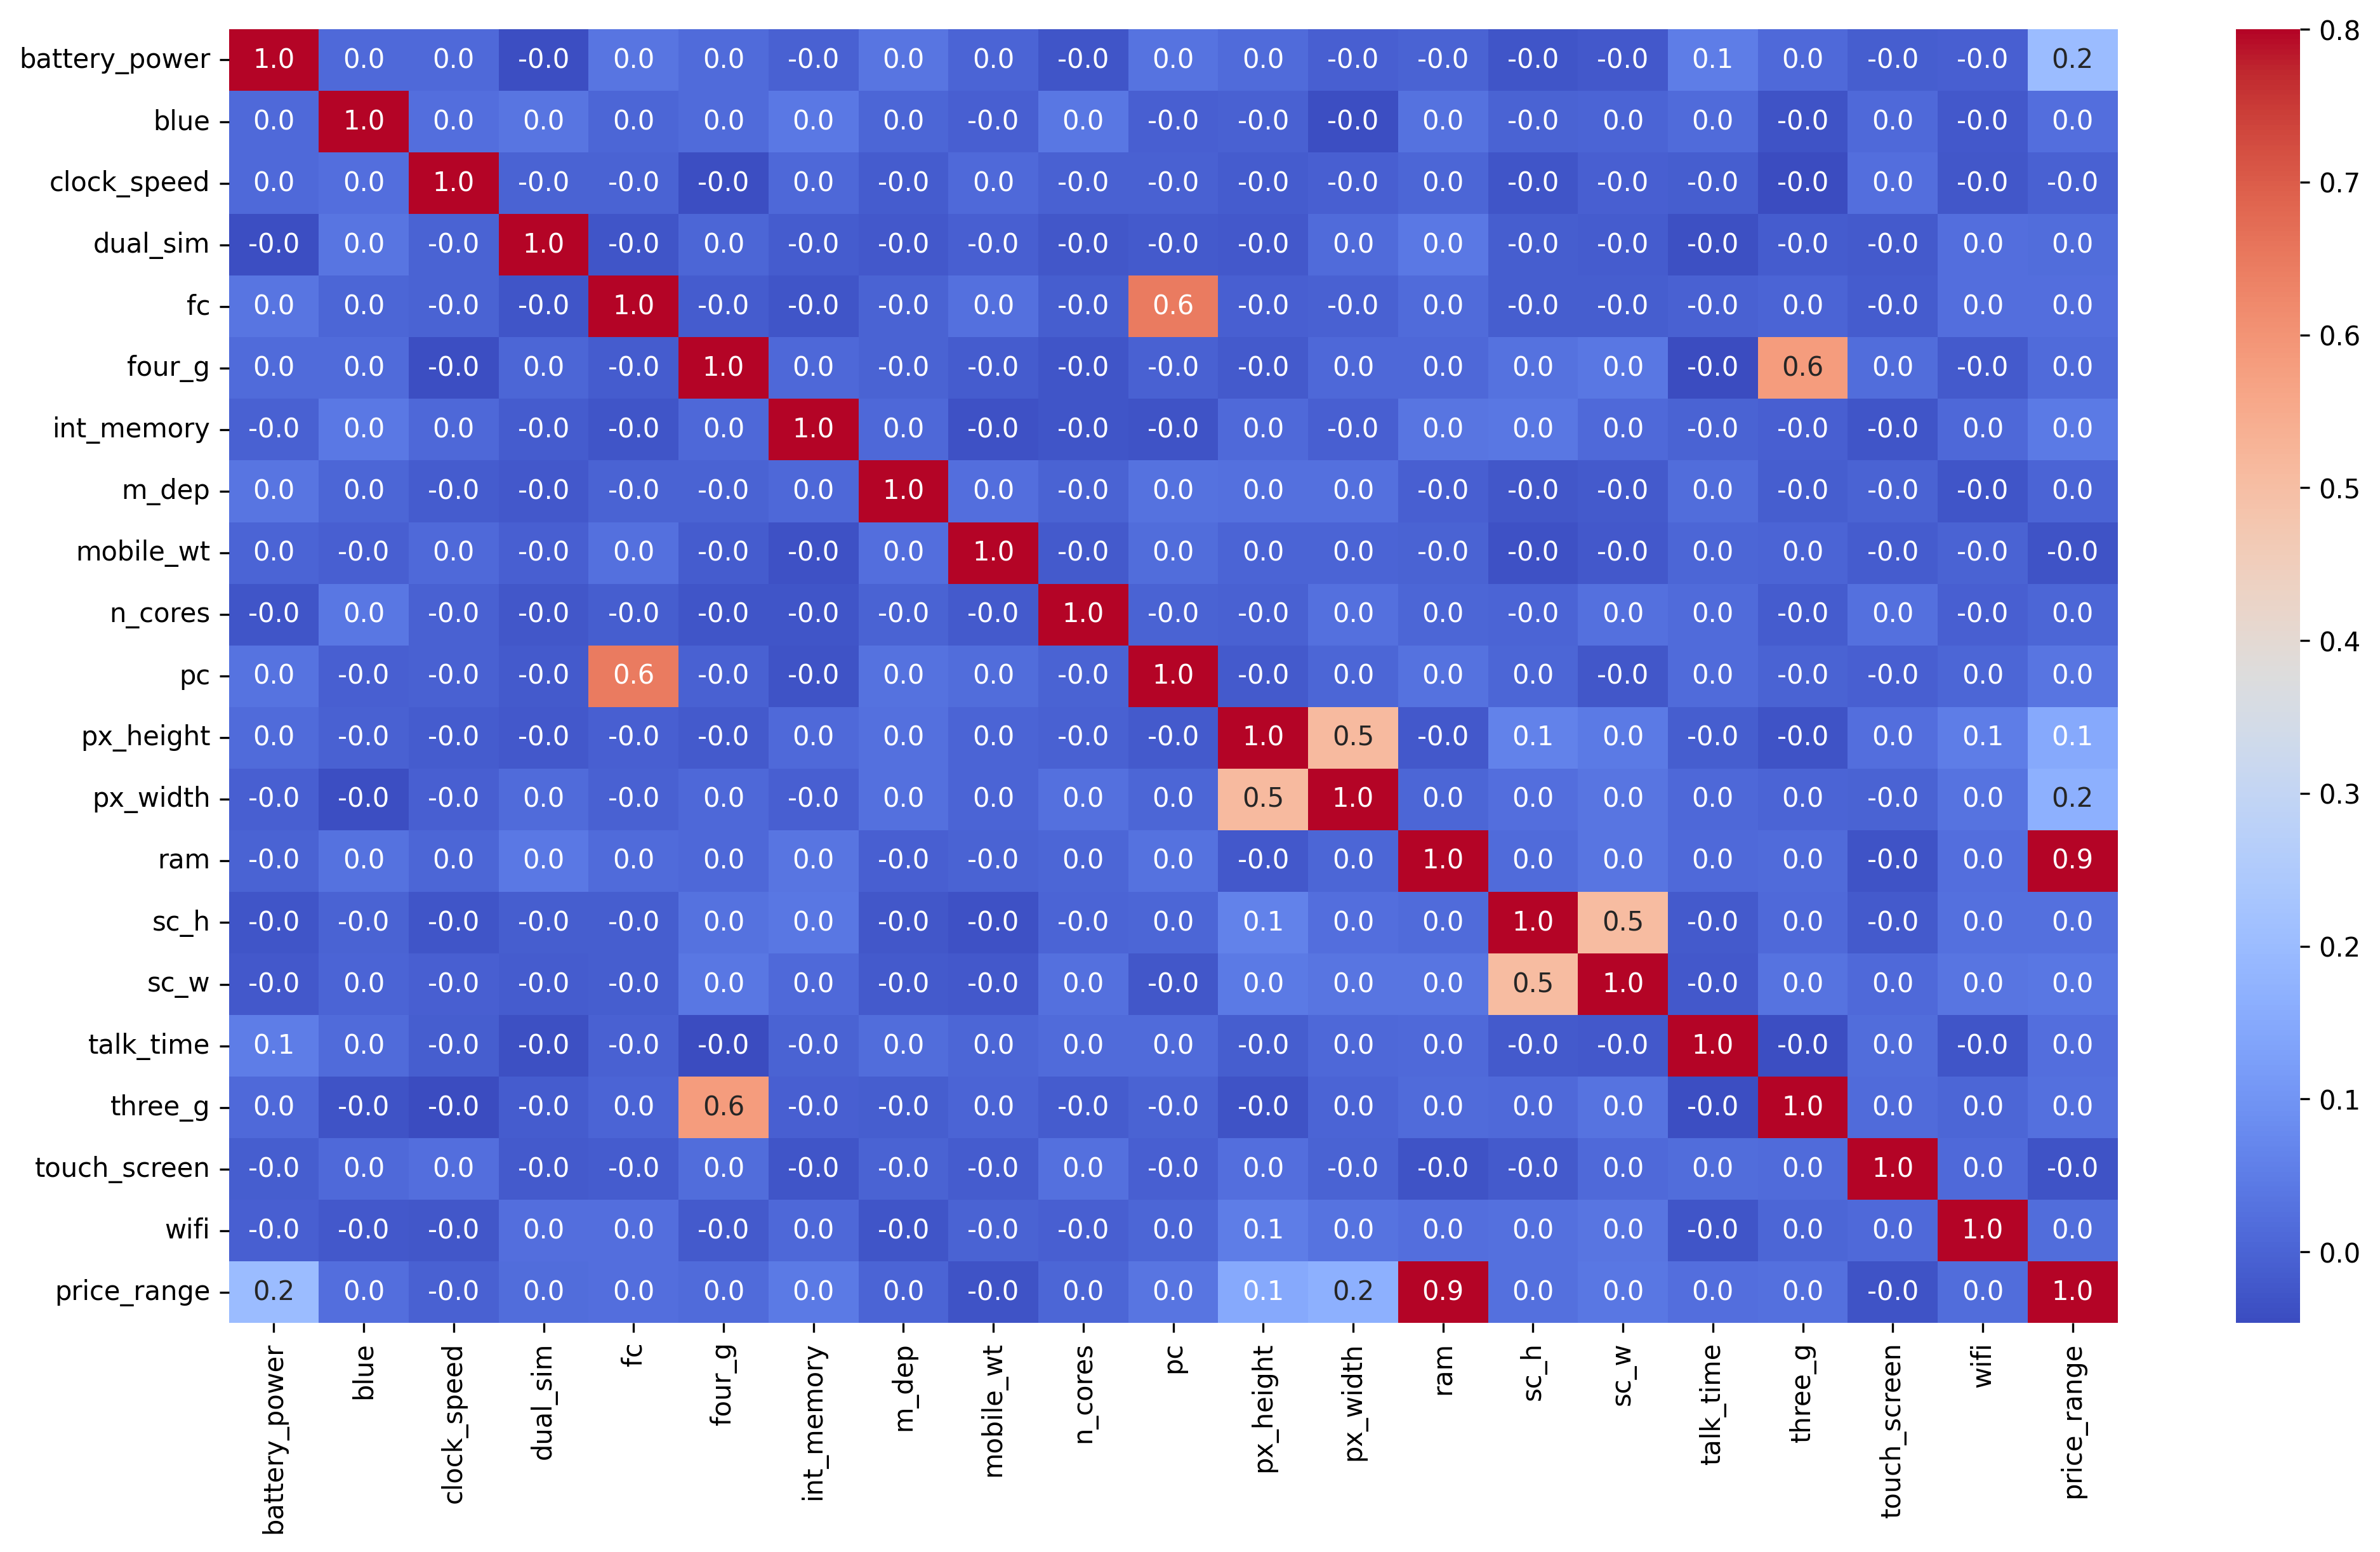 battery_power 1.0 0.0 0.0 -0.0 0.0 0.0 -0.0 0.0 0.0 -0.0 0.0 0.0 -0.0 -0.0 -0.0 -0.0 0.1 0.0 -0.0 -0.0 0.2
blue 0.0 1.0 0.0 0.0 0.0 0.0 0.0 0.0 -0.0 0.0 -0.0 -0.0 -0.0 0.0 -0.0 0.0 0.0 -0.0 0.0 -0.0 0.0
clock_speed 0.0 0.0 1.0 -0.0 -0.0 -0.0 0.0 -0.0 0.0 -0.0 -0.0 -0.0 -0.0 0.0 -0.0 -0.0 -0.0 -0.0 0.0 -0.0 -0.0
dual_sim -0.0 0.0 -0.0 1.0 -0.0 0.0 -0.0 -0.0 -0.0 -0.0 -0.0 -0.0 0.0 0.0 -0.0 -0.0 -0.0 -0.0 -0.0 0.0 0.0
fc 0.0 0.0 -0.0 -0.0 1.0 -0.0 -0.0 -0.0 0.0 -0.0 0.6 -0.0 -0.0 0.0 -0.0 -0.0 -0.0 0.0 -0.0 0.0 0.0
four_g 0.0 0.0 -0.0 0.0 -0.0 1.0 0.0 -0.0 -0.0 -0.0 -0.0 -0.0 0.0 0.0 0.0 0.0 -0.0 0.6 0.0 -0.0 0.0
int_memory -0.0 0.0 0.0 -0.0 -0.0 0.0 1.0 0.0 -0.0 -0.0 -0.0 0.0 -0.0 0.0 0.0 0.0 -0.0 -0.0 -0.0 0.0 0.0
m_dep 0.0 0.0 -0.0 -0.0 -0.0 -0.0 0.0 1.0 0.0 -0.0 0.0 0.0 0.0 -0.0 -0.0 -0.0 0.0 -0.0 -0.0 -0.0 0.0
mobile_wt 0.0 -0.0 0.0 -0.0 0.0 -0.0 -0.0 0.0 1.0 -0.0 0.0 0.0 0.0 -0.0 -0.0 -0.0 0.0 0.0 -0.0 -0.0 -0.0
n_cores -0.0 0.0 -0.0 -0.0 -0.0 -0.0 -0.0 -0.0 -0.0 1.0 -0.0 -0.0 0.0 0.0 -0.0 0.0 0.0 -0.0 0.0 -0.0 0.0
pc 0.0 -0.0 -0.0 -0.0 0.6 -0.0 -0.0 0.0 0.0 -0.0 1.0 -0.0 0.0 0.0 0.0 -0.0 0.0 -0.0 -0.0 0.0 0.0
px_height 0.0 -0.0 -0.0 -0.0 -0.0 -0.0 0.0 0.0 0.0 -0.0 -0.0 1.0 0.5 -0.0 0.1 0.0 -0.0 -0.0 0.0 0.1 0.1
px_width -0.0 -0.0 -0.0 0.0 -0.0 0.0 -0.0 0.0 0.0 0.0 0.0 0.5 1.0 0.0 0.0 0.0 0.0 0.0 -0.0 0.0 0.2
ram -0.0 0.0 0.0 0.0 0.0 0.0 0.0 -0.0 -0.0 0.0 0.0 -0.0 0.0 1.0 0.0 0.0 0.0 0.0 -0.0 0.0 0.9
sc_h -0.0 -0.0 -0.0 -0.0 -0.0 0.0 0.0 -0.0 -0.0 -0.0 0.0 0.1 0.0 0.0 1.0 0.5 -0.0 0.0 -0.0 0.0 0.0
sc_w -0.0 0.0 -0.0 -0.0 -0.0 0.0 0.0 -0.0 -0.0 0.0 -0.0 0.0 0.0 0.0 0.5 1.0 -0.0 0.0 0.0 0.0 0.0
talk_time 0.1 0.0 -0.0 -0.0 -0.0 -0.0 -0.0 0.0 0.0 0.0 0.0 -0.0 0.0 0.0 -0.0 -0.0 1.0 -0.0 0.0 -0.0 0.0
three_g 0.0 -0.0 -0.0 -0.0 0.0 0.6 -0.0 -0.0 0.0 -0.0 -0.0 -0.0 0.0 0.0 0.0 0.0 -0.0 1.0 0.0 0.0 0.0
touch_screen -0.0 0.0 0.0 -0.0 -0.0 0.0 -0.0 -0.0 -0.0 0.0 -0.0 0.0 -0.0 -0.0 -0.0 0.0 0.0 0.0 1.0 0.0 -0.0
wifi -0.0 -0.0 -0.0 0.0 0.0 -0.0 0.0 -0.0 -0.0 -0.0 0.0 0.1 0.0 0.0 0.0 0.0 -0.0 0.0 0.0 1.0 0.0
price_range 0.2 0.0 -0.0 0.0 0.0 0.0 0.0 0.0 -0.0 0.0 0.0 0.1 0.2 0.9 0.0 0.0 0.0 0.0 -0.0 0.0 1.0
battery_power
blue
clock_speed
dual_sim
fc
four_g
int_memory
m_dep
mobile_wt
n_cores
pc
px_height
px_width
ram
sc_h
sc_w
talk_time
three_g
touch_screen
wifi
price_range
0.8
0.7
0.6
0.5
0.4
0.3
0.2
0.1
0.0